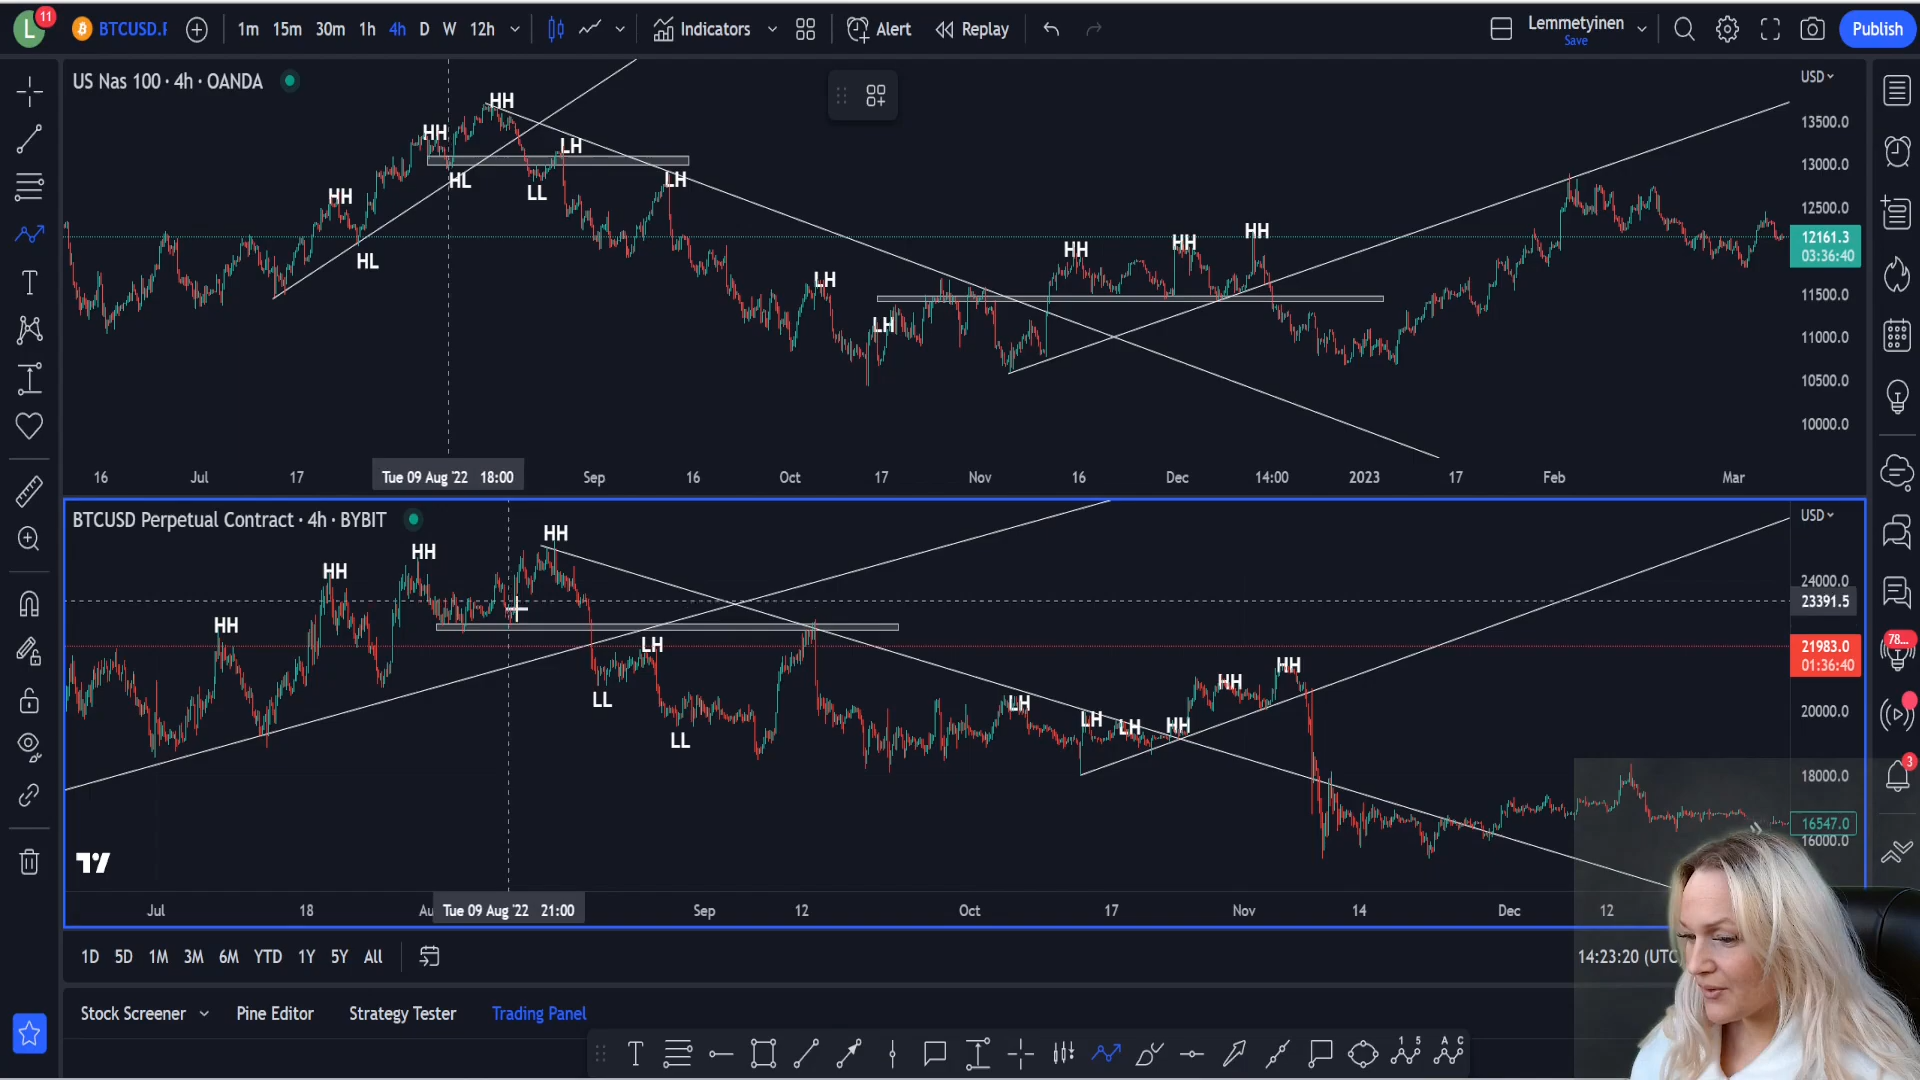 L 11 BTCUSD.F 1m 15m 30m 1h 4h D W 12h Indicators Alert Replay Lemmetyinen Save Publish
US Nas 100 · 4h · OANDA
USD
HH
HH
HH
HL
HL
LL
LH
LH
LH
LH
HH
HH
HH
13500.0
13000.0
12500.0
12161.3
03:36:40
11500.0
11000.0
10500.0
10000.0
16 Jul 17 Tue 09 Aug '22 18:00 Sep 16 Oct 17 Nov 16 Dec 14:00 2023 17 Feb Mar
BTCUSD Perpetual Contract · 4h · BYBIT
USD
HH
HH
HH
HH
LH
LL
LL
LH
LH
LH
HH
HH
HH
24000.0
23391.5
21983.0
01:36:40
20000.0
18000.0
16547.0
16000.0
78...
3
Jul 18 Au Tue 09 Aug '22 21:00 Sep 12 Oct 17 Nov 14 Dec 12
1D 5D 1M 3M 6M YTD 1Y 5Y All 14:23:20 (UTC
Stock Screener Pine Editor Strategy Tester Trading Panel
T 1 5 A C